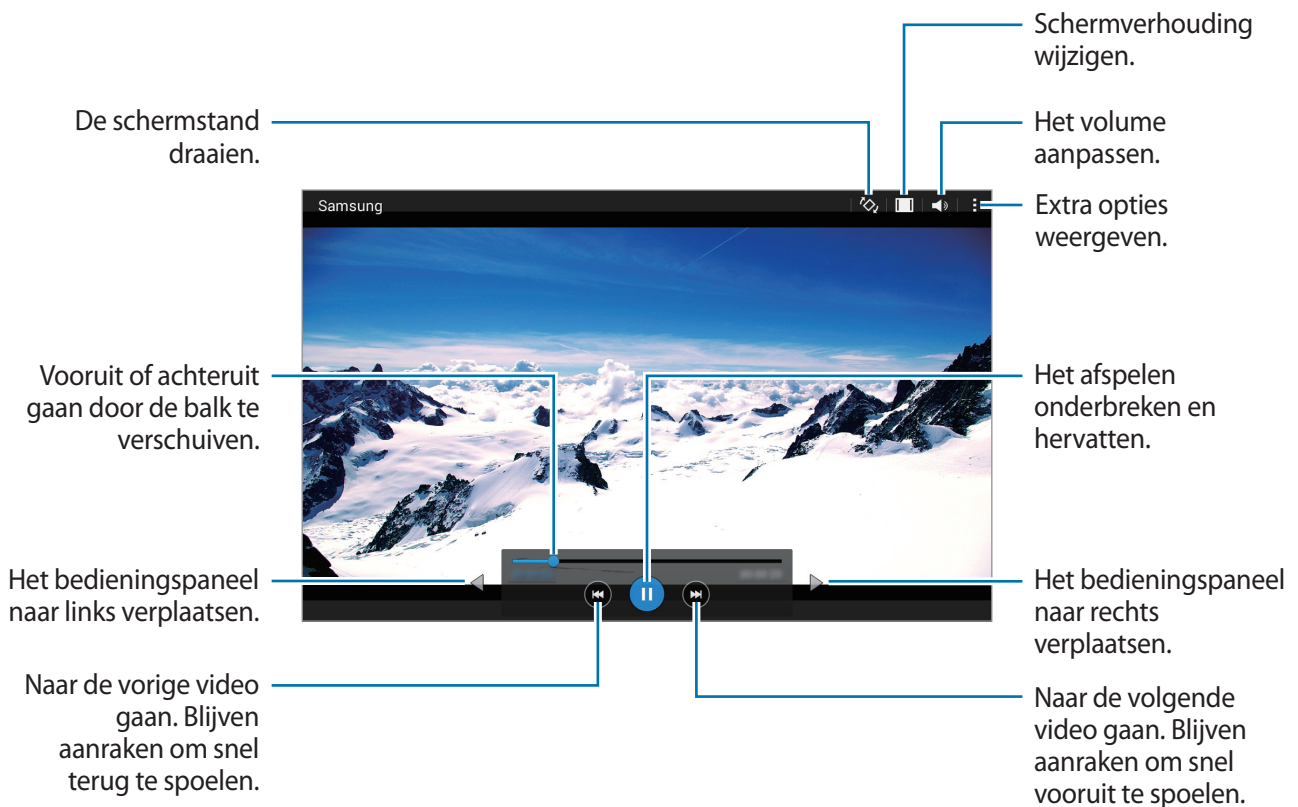 Schermverhouding
wijzigen.
De schermstand
draaien.
Het volume
aanpassen.
Samsung
Extra opties
weergeven.
Vooruit of achteruit
gaan door de balk te
verschuiven.
Het afspelen
onderbreken en
hervatten.
Het bedieningspaneel
naar links verplaatsen.
Het bedieningspaneel
naar rechts
verplaatsen.
Naar de vorige video
gaan. Blijven
aanraken om snel
terug te spoelen.
Naar de volgende
video gaan. Blijven
aanraken om snel
vooruit te spoelen.